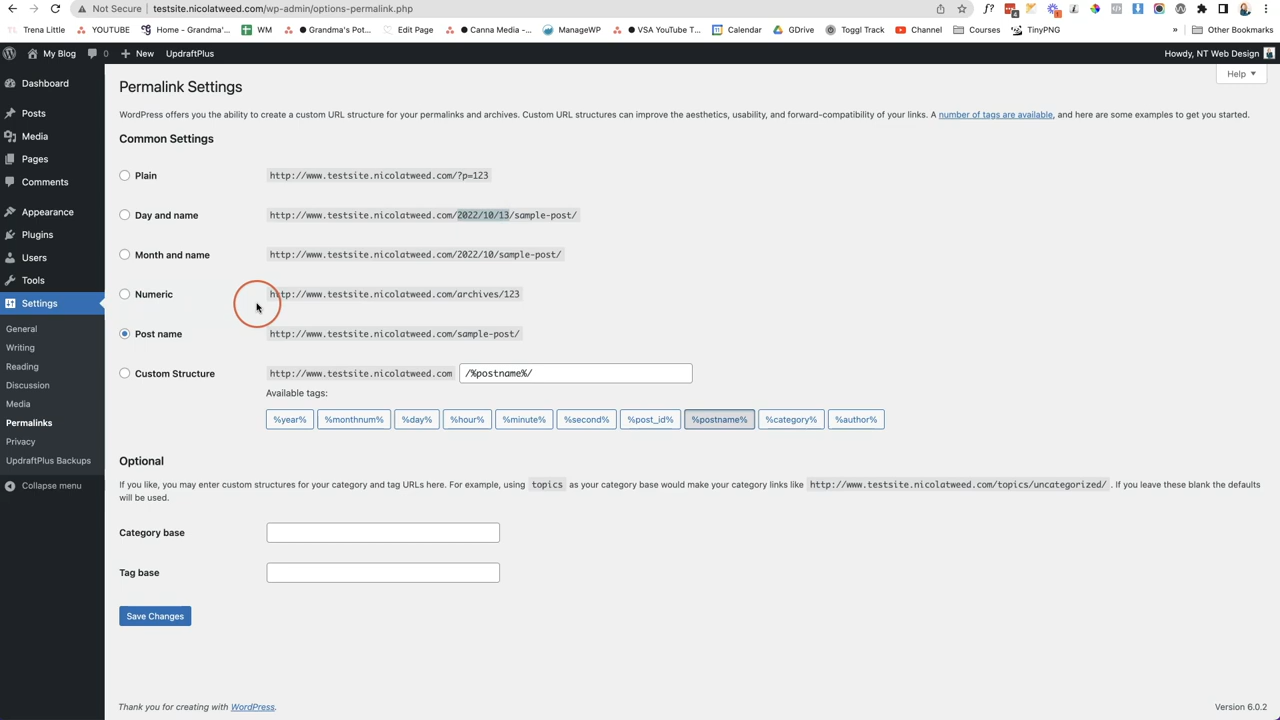 Not Secure | testsite.nicolatweed.com/wp-admin/options-permalink.php
Trena Little YOUTUBE Home - Grandma'... WM Grandma's Pot... Edit Page Canna Media -... ManageWP VSA YouTube T... Calendar GDrive Toggl Track Channel Courses TinyPNG » Other Bookmarks
My Blog 0 + New UpdraftPlus Howdy, NT Web Design
Help
Dashboard
Posts
Media
Pages
Comments
Appearance
Plugins
Users
Tools
Settings
General
Writing
Reading
Discussion
Media
Permalinks
Privacy
UpdraftPlus Backups
Collapse menu
Permalink Settings
WordPress offers you the ability to create a custom URL structure for your permalinks and archives. Custom URL structures can improve the aesthetics, usability, and forward-compatibility of your links. A number of tags are available, and here are some examples to get you started.
Common Settings
Plain http://www.testsite.nicolatweed.com/?p=123
Day and name http://www.testsite.nicolatweed.com/2022/10/13/sample-post/
Month and name http://www.testsite.nicolatweed.com/2022/10/sample-post/
Numeric http://www.testsite.nicolatweed.com/archives/123
Post name http://www.testsite.nicolatweed.com/sample-post/
Custom Structure http://www.testsite.nicolatweed.com /%postname%/
Available tags:
%year% %monthnum% %day% %hour% %minute% %second% %post_id% %postname% %category% %author%
Optional
If you like, you may enter custom structures for your category and tag URLs here. For example, using topics as your category base would make your category links like http://www.testsite.nicolatweed.com/topics/uncategorized/ . If you leave these blank the defaults
will be used.
Category base
Tag base
Save Changes
Thank you for creating with WordPress.
Version 6.0.2